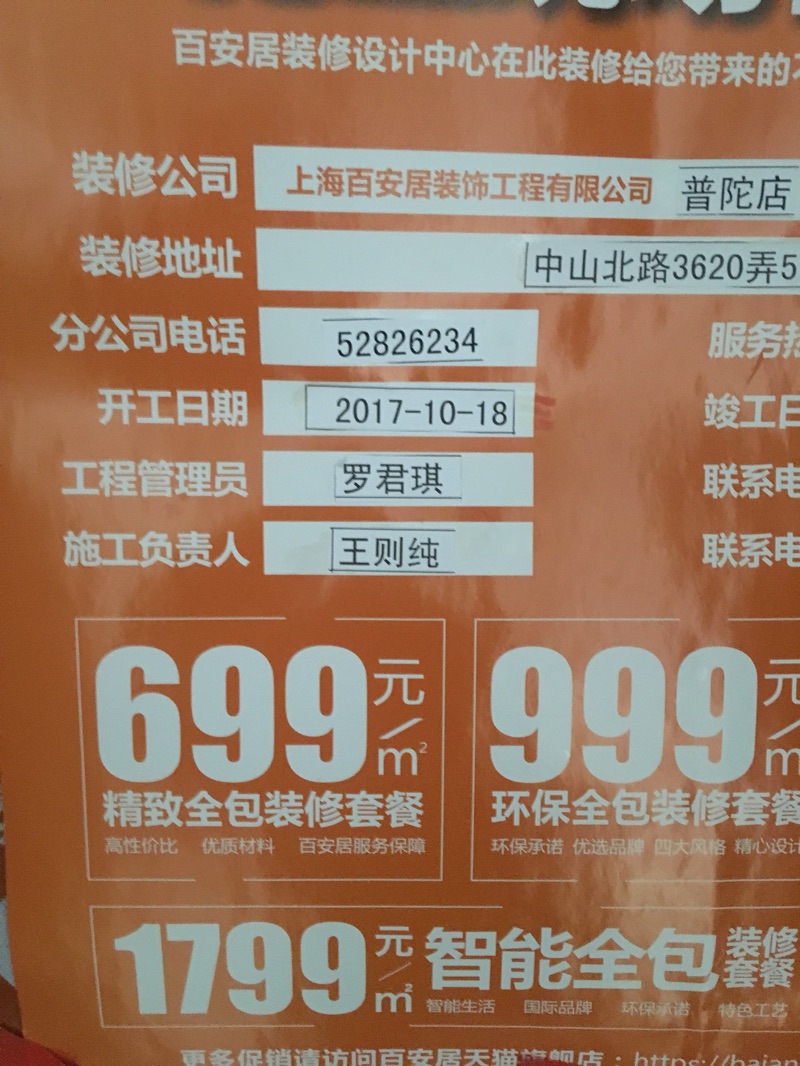 百安居装修设计中心在此装修给您带来的
装修公司 上海百安居装饰工程有限公司 普陀店
装修地址 中山北路3620弄5
分公司电话 52826234 服务热
开工日期 2017-10-18 竣工日
工程管理员 罗君琪 联系电
施工负责人 王则纯 联系电
699元/m² 999元/m
精致全包装修套餐 环保全包装修套餐
高性价比 优质材料 百安居服务保障 环保承诺 优选品牌 四大风格 精心设计
1799元/m² 智能全包装修套餐
智能生活 国际品牌 环保承诺 特色工艺
更多促销请访问百安居天猫旗舰店：https://baian